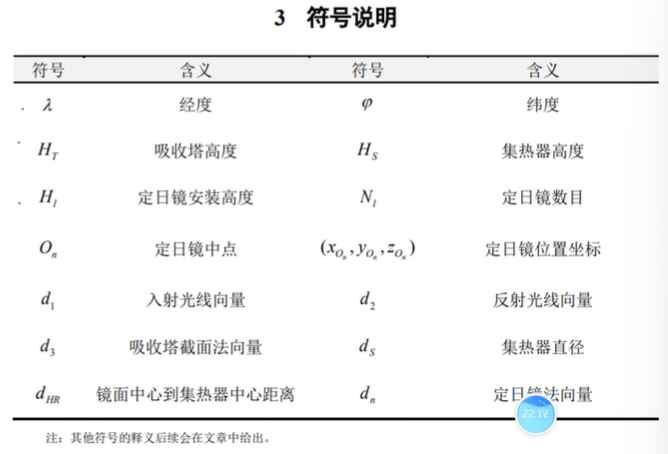 3 符号说明
符号 含义 符号 含义
λ 经度 φ 纬度
H_T 吸收塔高度 H_S 集热器高度
H_l 定日镜安装高度 N_l 定日镜数目
O_n 定日镜中点 (x_{O_n}, y_{O_n}, z_{O_n}) 定日镜位置坐标
d_1 入射光线向量 d_2 反射光线向量
d_3 吸收塔截面法向量 d_S 集热器直径
d_{HR} 镜面中心到集热器中心距离 d_n 定日镜法向量
22:17
注：其他符号的释义后续会在文章中给出。